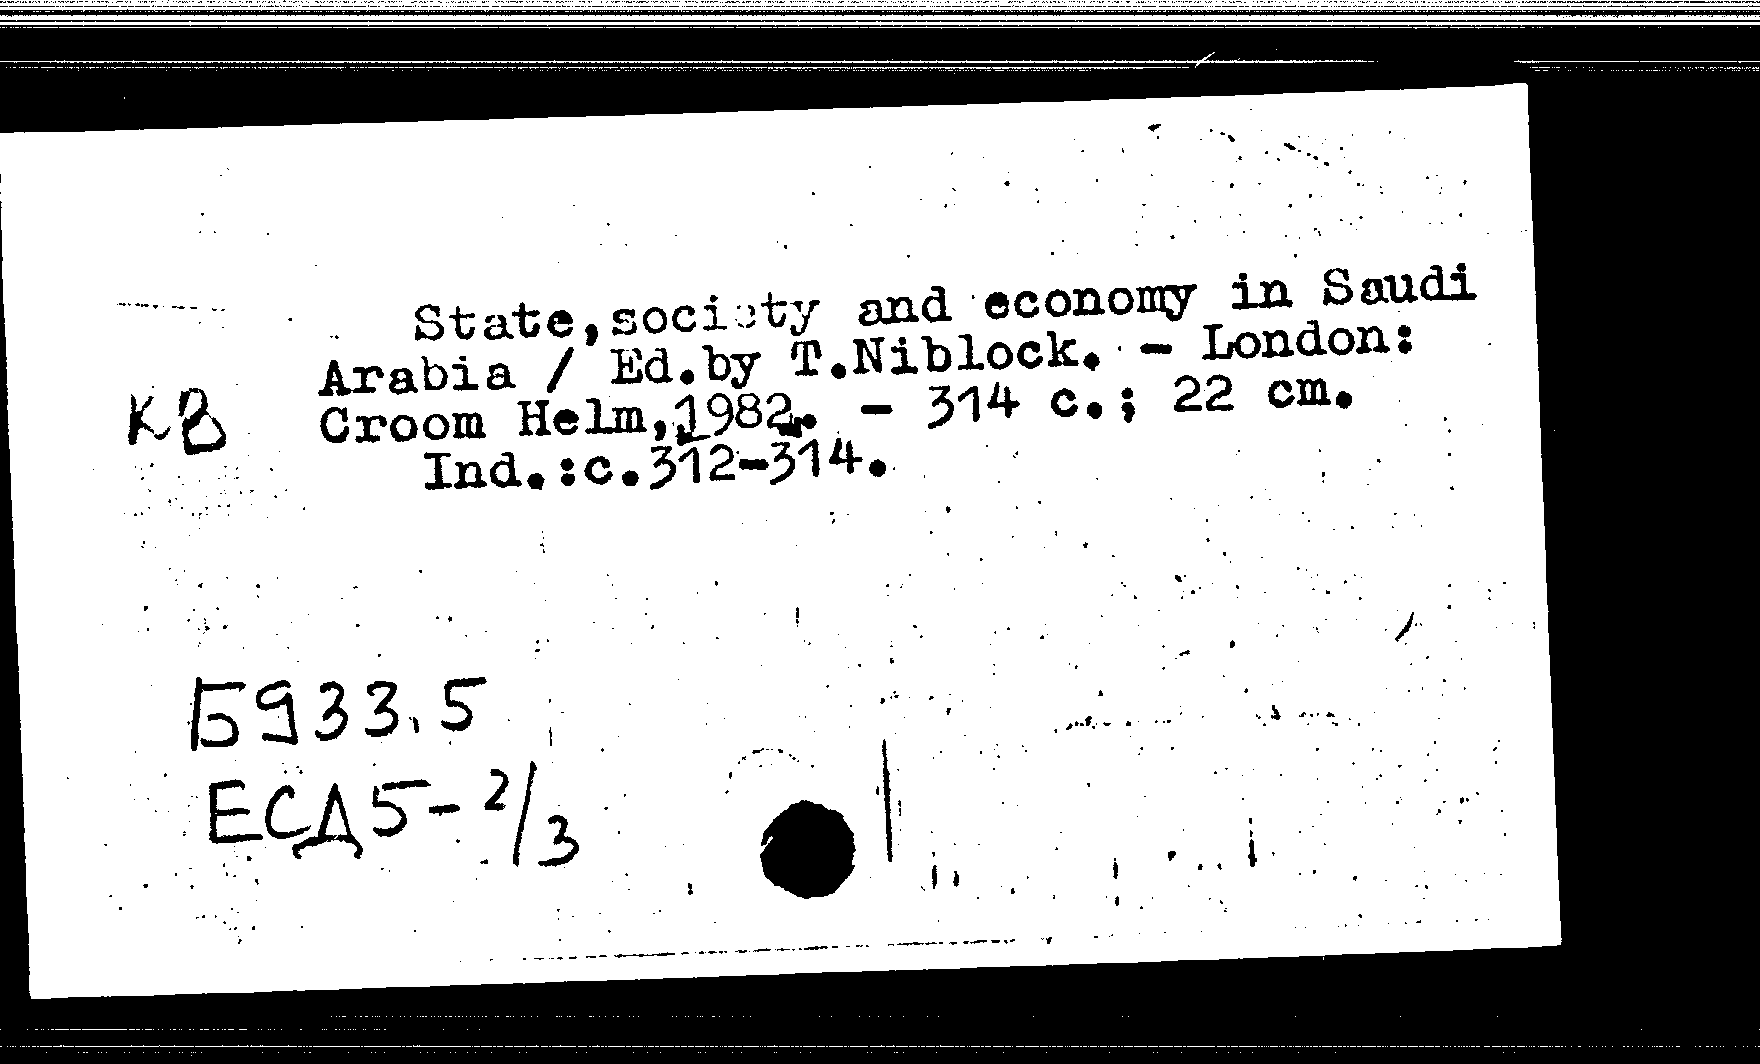 State,society and economy in Saudi
Arabia / Ed.by T.Niblock. - London:
Croom Helm,1982. - 314 c.; 22 cm.
Ind.:c.312-314.
КВ
Б933.5
ЕСД5-2/3